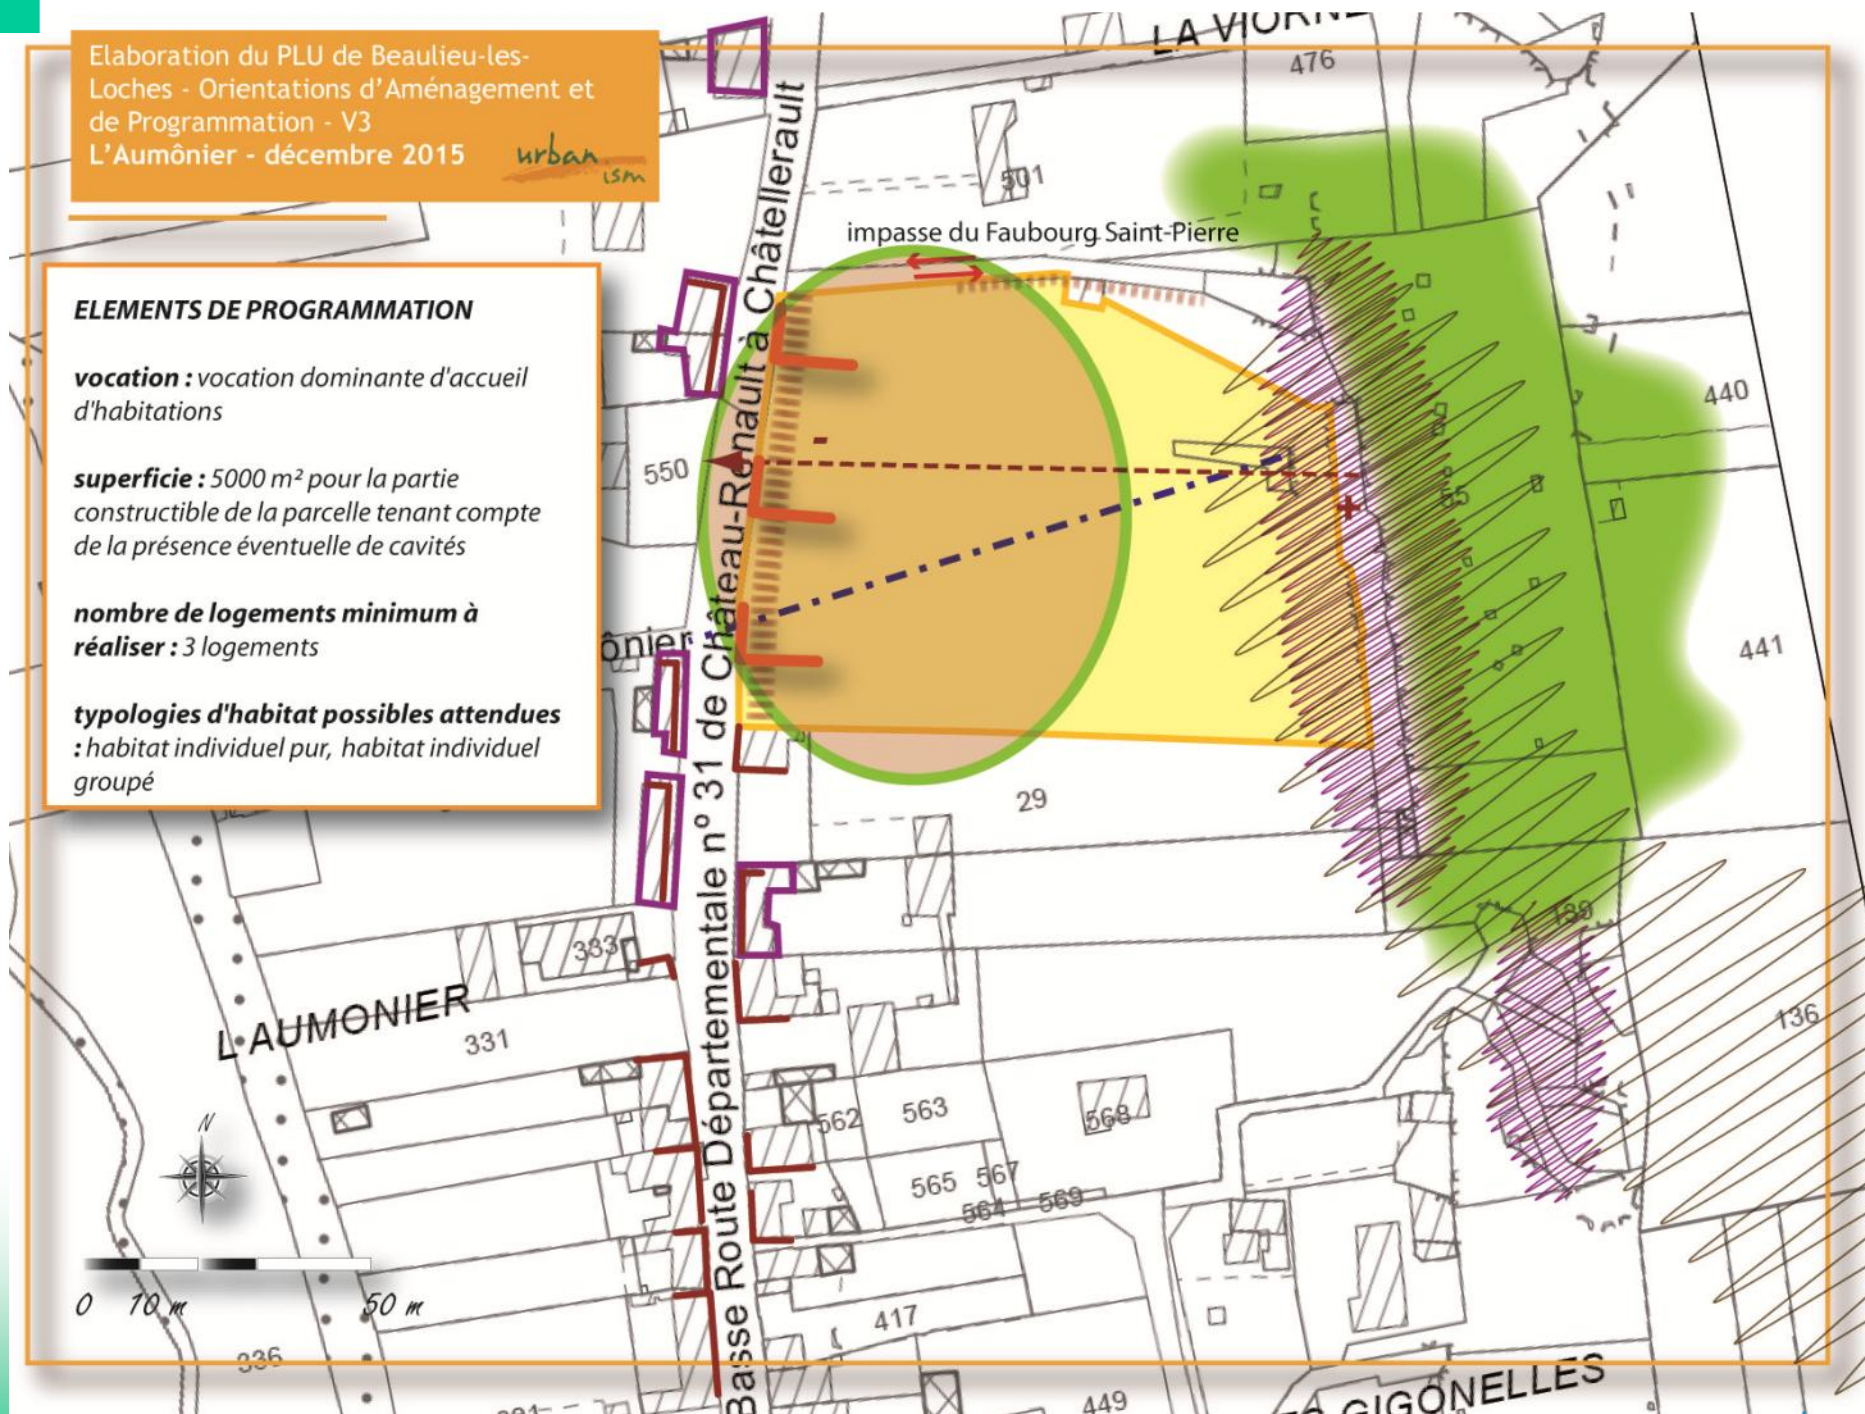 Elaboration du PLU de Beaulieu-les-
Loches - Orientations d'Aménagement et
de Programmation - V3
L'Aumônier - décembre 2015
urban
ism
ELEMENTS DE PROGRAMMATION
vocation : vocation dominante d'accueil
d'habitations
superficie : 5000 m² pour la partie
constructible de la parcelle tenant compte
de la présence éventuelle de cavités
nombre de logements minimum à
réaliser : 3 logements
typologies d'habitat possibles attendues
: habitat individuel pur, habitat individuel
groupé
LA VIORNE
476
501
impasse du Faubourg Saint-Pierre
440
550
-
+
55
441
ônier
29
139
333
L AUMONIER
331
136
562
563
568
565
567
564
569
417
336
449
GIGONELLES
Basse Route Départementale n° 31 de Château-Renault à Châtellerault
N
0 10 m 50 m